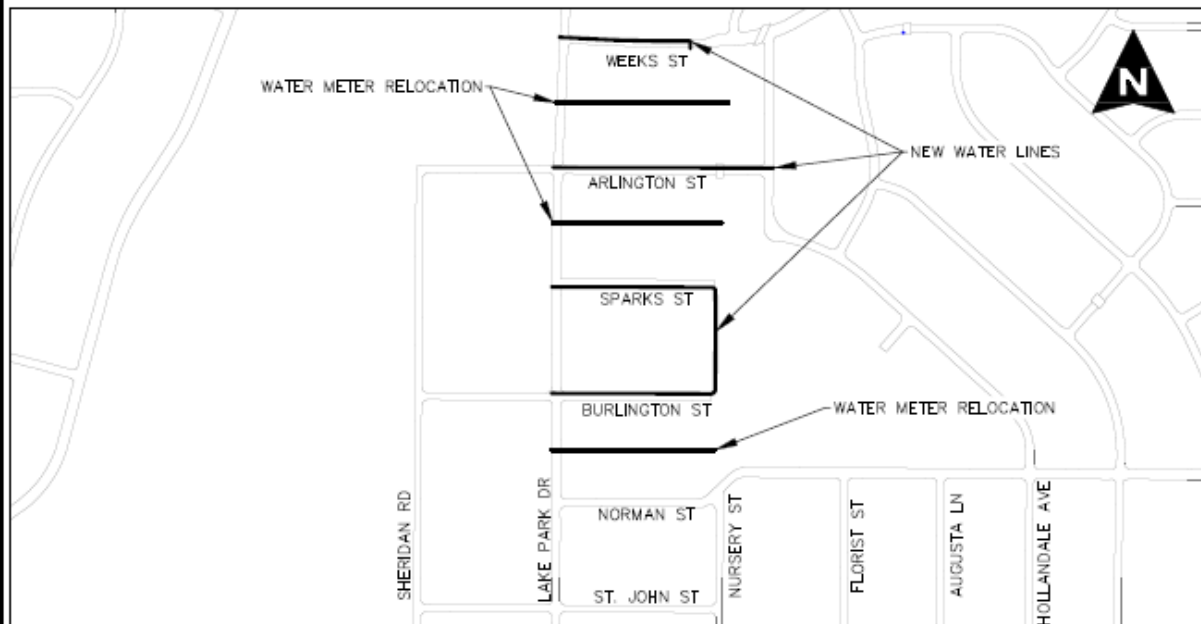 N
WEEKS ST
WATER METER RELOCATION
NEW WATER LINES
ARLINGTON ST
SPARKS ST
BURLINGTON ST
WATER METER RELOCATION
SHERIDAN RD
LAKE PARK DR
NORMAN ST
NURSERY ST
FLORIST ST
AUGUSTA LN
HOLLANDALE AVE
ST. JOHN ST